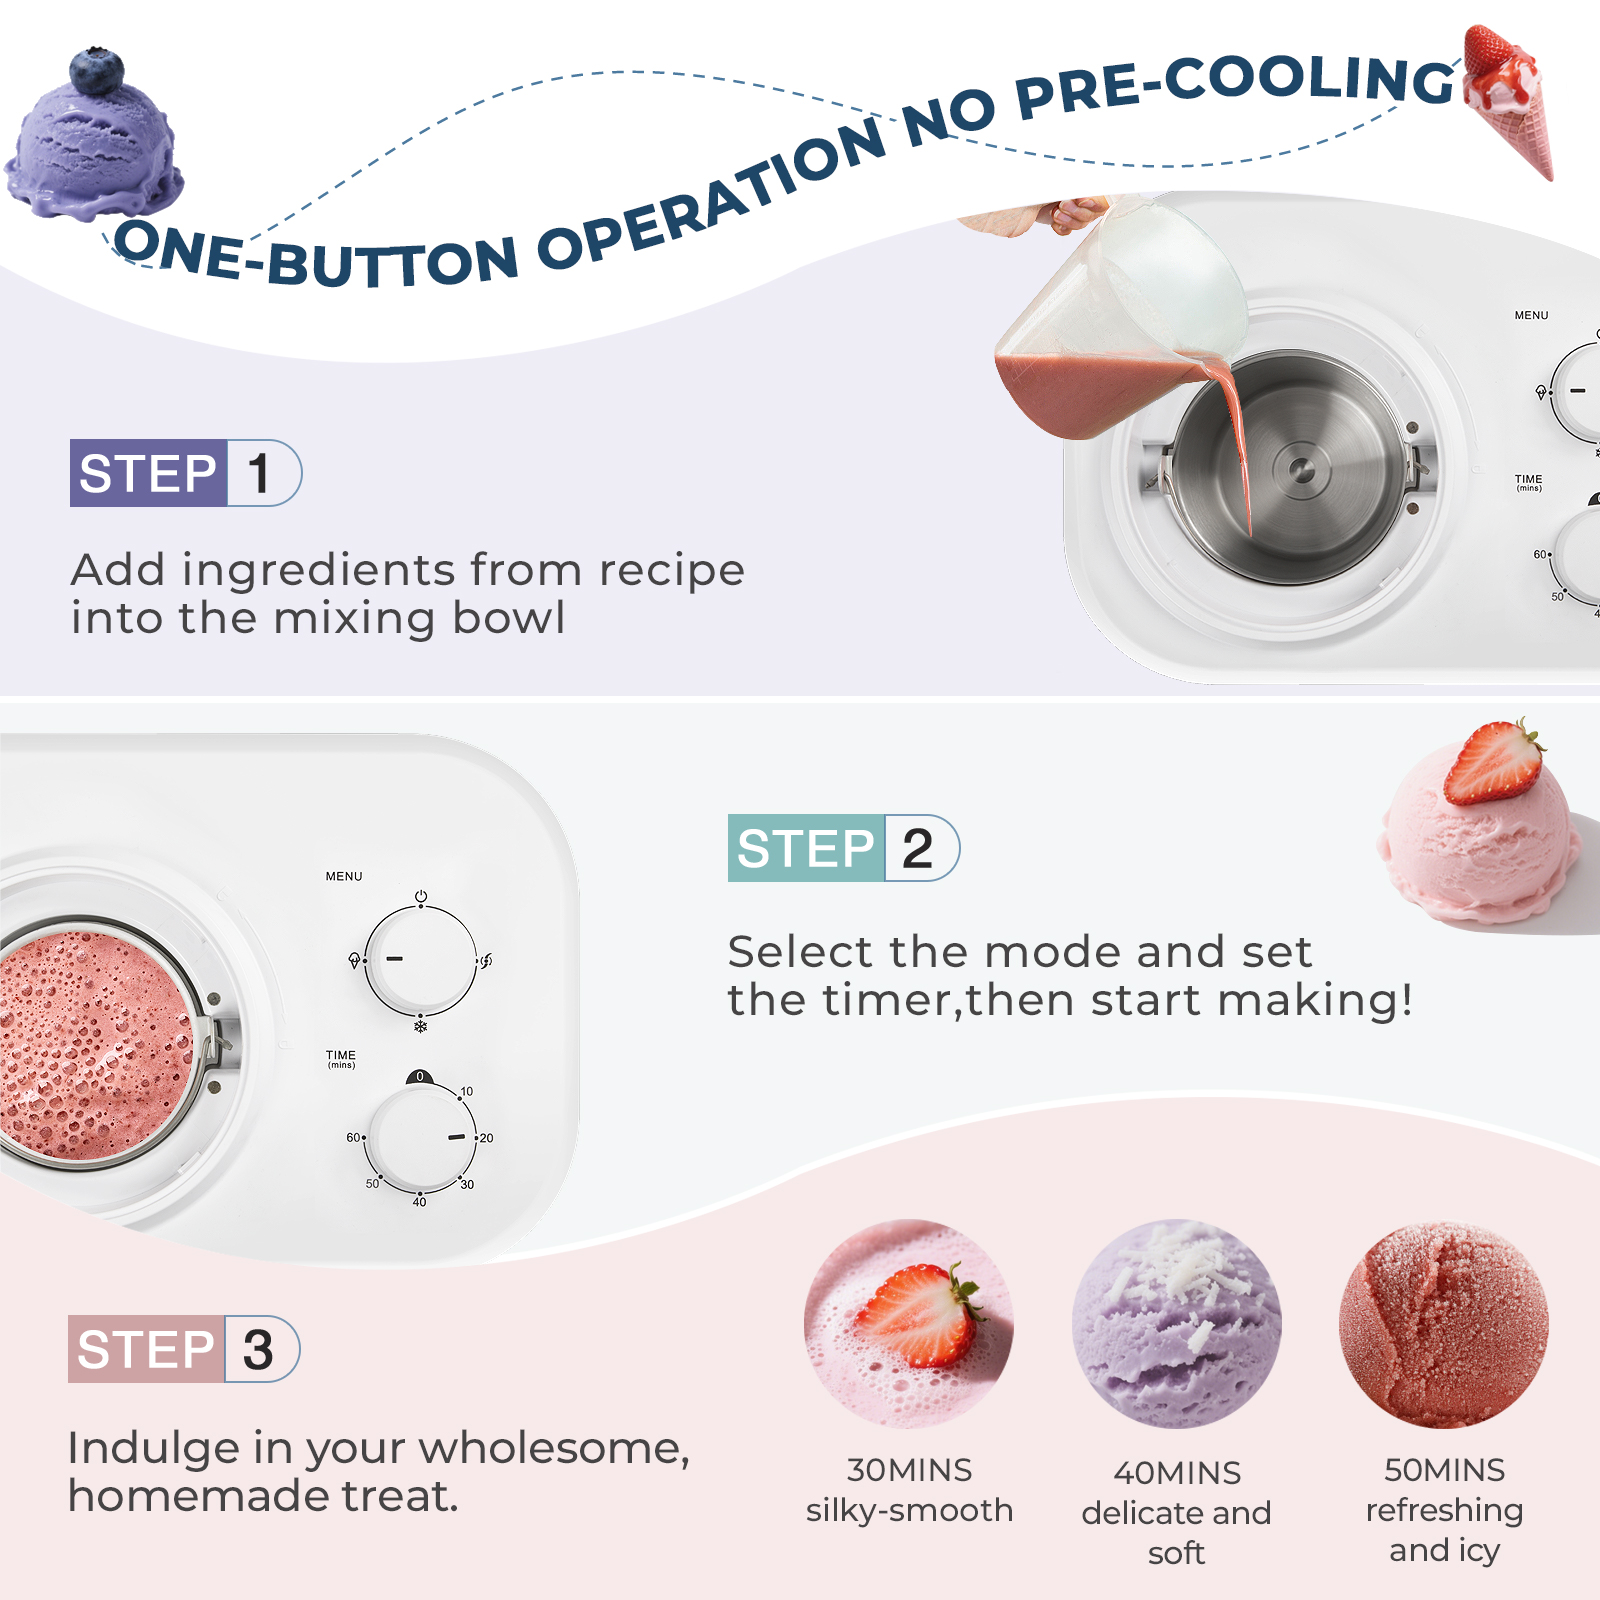 ONE-BUTTON OPERATION NO PRE-COOLING
MENU
TIME
(mins)
60
50
STEP 1
Add ingredients from recipe
into the mixing bowl
STEP 2
Select the mode and set
the timer,then start making!
MENU
TIME
(mins)
0
10
20
30
40
50
60
STEP 3
Indulge in your wholesome,
homemade treat.
30MINS
silky-smooth
40MINS
delicate and
soft
50MINS
refreshing
and icy